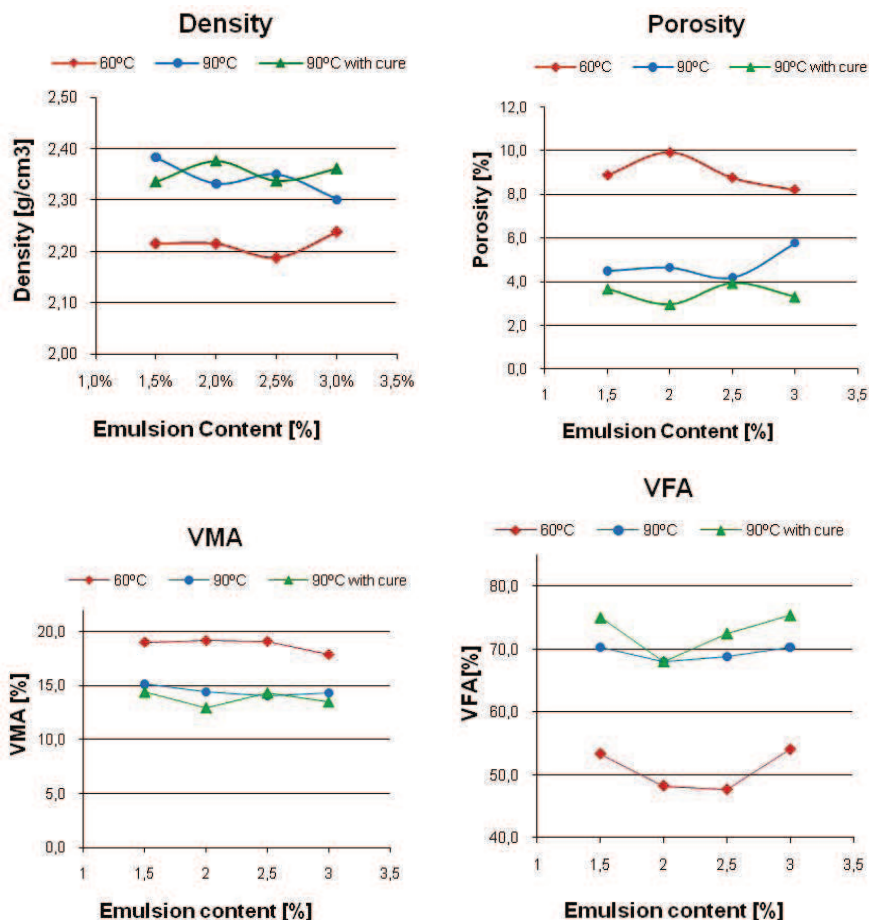 Density
60ºC 90ºC 90ºC with cure
2,50
2,40
2,30
2,20
2,10
2,00
Density [g/cm3]
1,0% 1,5% 2,0% 2,5% 3,0% 3,5%
Emulsion Content [%]
Porosity
60ºC 90ºC 90ºC with cure
12,0
10,0
8,0
6,0
4,0
2,0
0,0
Porosity [%]
1 1,5 2 2,5 3 3,5
Emulsion Content [%]
VMA
60ºC 90ºC 90ºC with cure
20,0
15,0
10,0
5,0
0,0
VMA [%]
1 1,5 2 2,5 3 3,5
Emulsion content [%]
VFA
60ºC 90ºC 90ºC with cure
80,0
70,0
60,0
50,0
40,0
VFA[%]
1 1,5 2 2,5 3 3,5
Emulsion content [%]